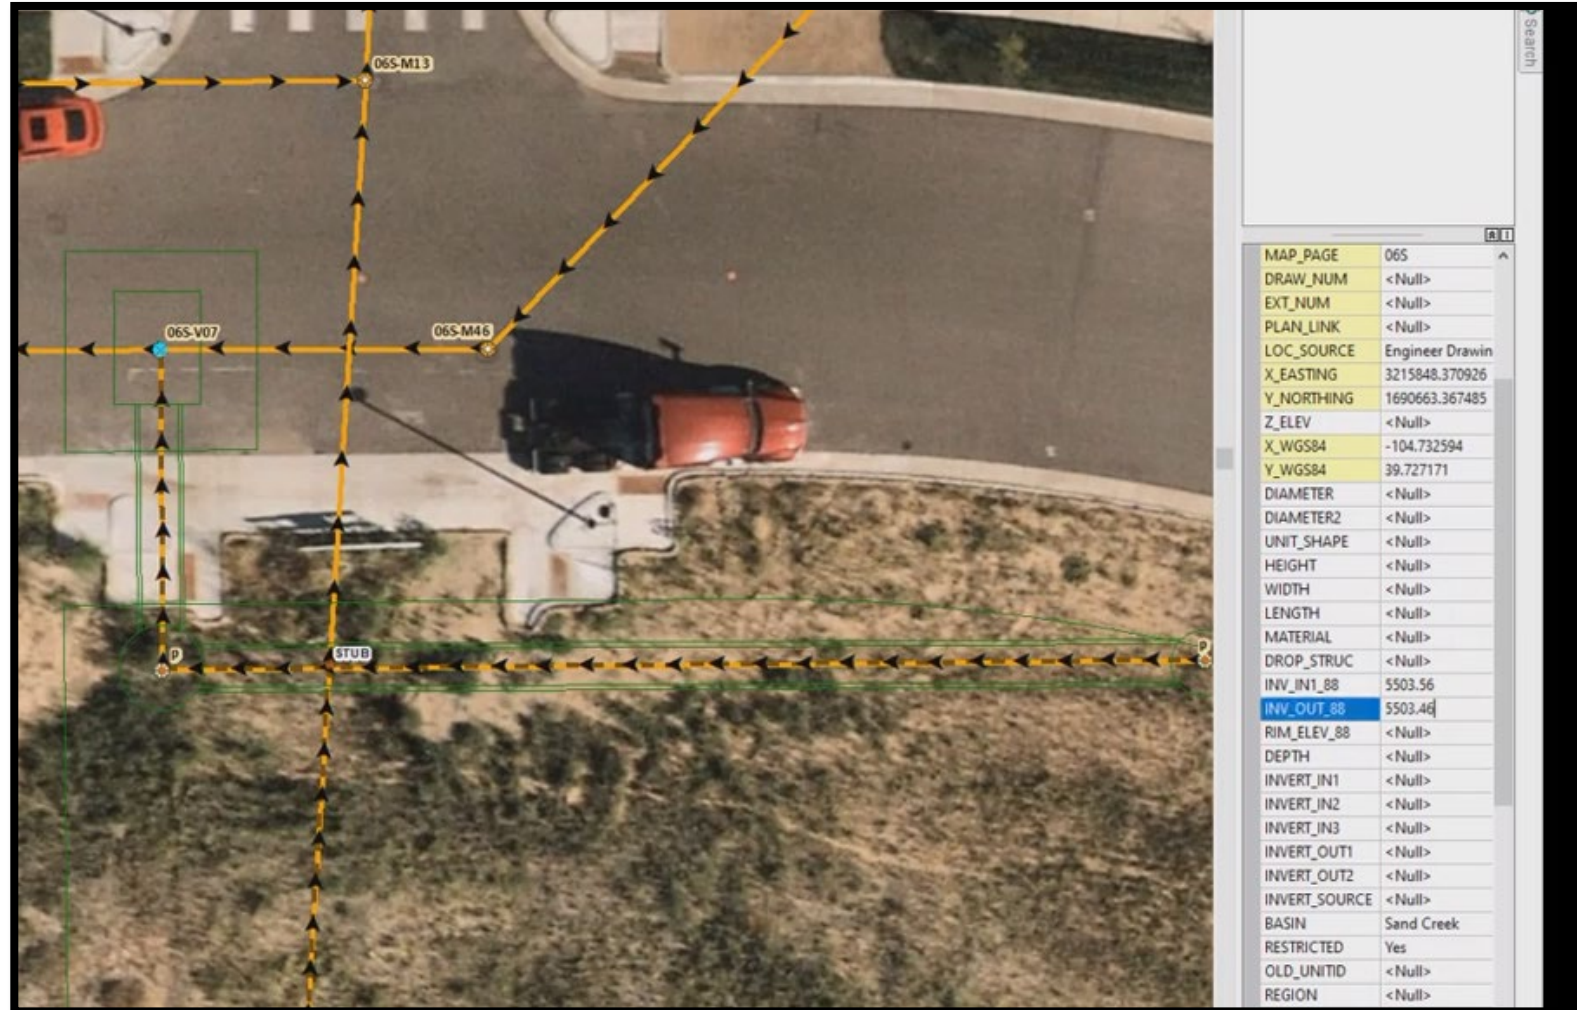 06S-M13
06S-V07
06S-M46
P
STUB
P
Search
MAP_PAGE 06S
DRAW_NUM <Null>
EXT_NUM <Null>
PLAN_LINK <Null>
LOC_SOURCE Engineer Drawin
X_EASTING 3215848.370926
Y_NORTHING 1690663.367485
Z_ELEV <Null>
X_WGS84 -104.732594
Y_WGS84 39.727171
DIAMETER <Null>
DIAMETER2 <Null>
UNIT_SHAPE <Null>
HEIGHT <Null>
WIDTH <Null>
LENGTH <Null>
MATERIAL <Null>
DROP_STRUC <Null>
INV_IN1_88 5503.56
INV_OUT_88 5503.46
RIM_ELEV_88 <Null>
DEPTH <Null>
INVERT_IN1 <Null>
INVERT_IN2 <Null>
INVERT_IN3 <Null>
INVERT_OUT1 <Null>
INVERT_OUT2 <Null>
INVERT_SOURCE <Null>
BASIN Sand Creek
RESTRICTED Yes
OLD_UNITID <Null>
REGION <Null>